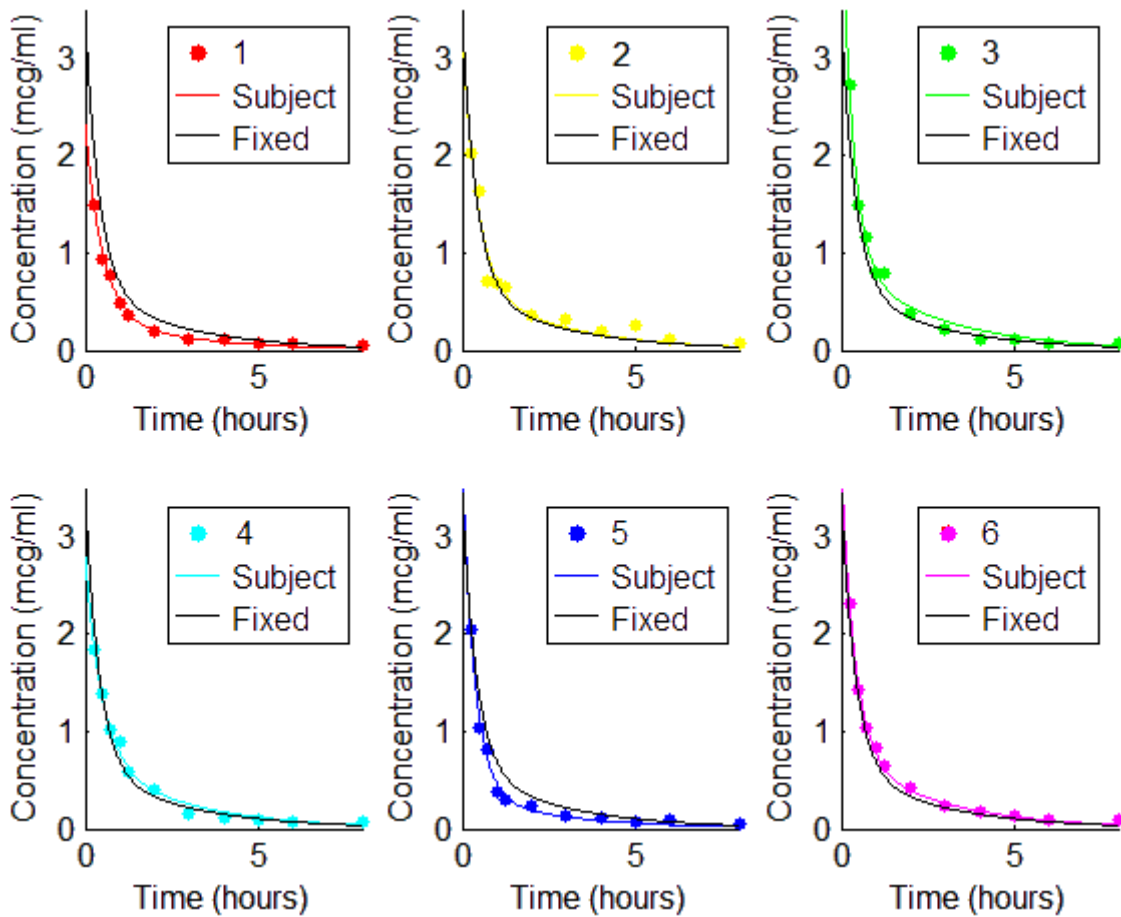 Concentration (mcg/ml)
3
2
1
0
0
5
Time (hours)
1
Subject
Fixed
Concentration (mcg/ml)
3
2
1
0
0
5
Time (hours)
2
Subject
Fixed
Concentration (mcg/ml)
3
2
1
0
0
5
Time (hours)
3
Subject
Fixed
Concentration (mcg/ml)
3
2
1
0
0
5
Time (hours)
4
Subject
Fixed
Concentration (mcg/ml)
3
2
1
0
0
5
Time (hours)
5
Subject
Fixed
Concentration (mcg/ml)
3
2
1
0
0
5
Time (hours)
6
Subject
Fixed